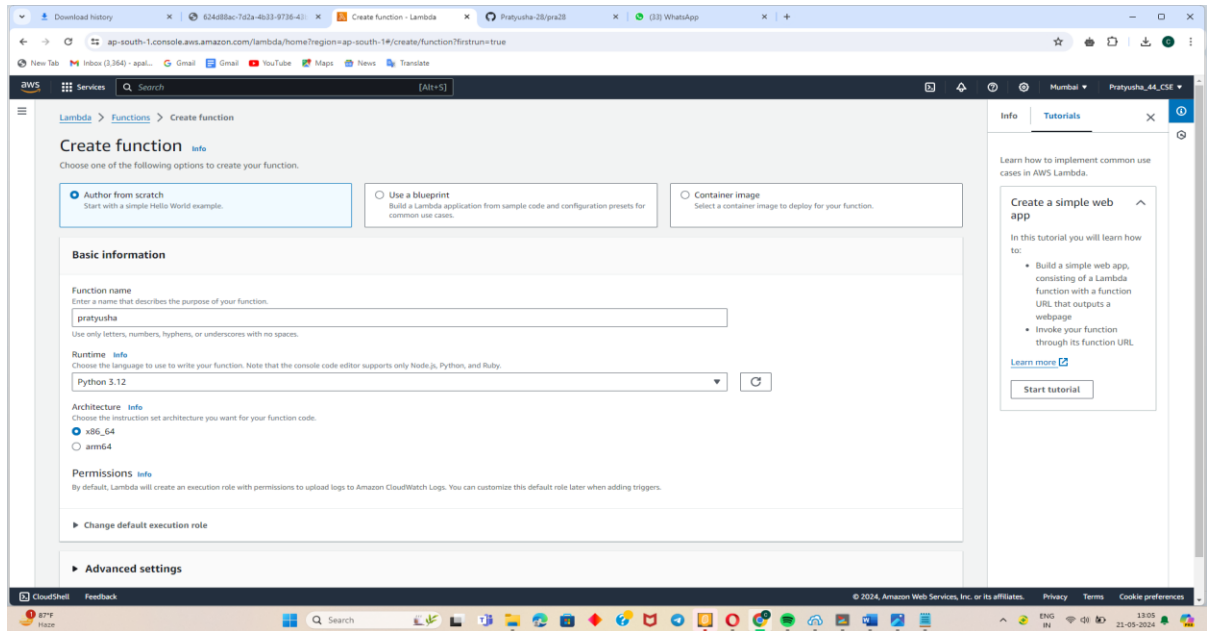 Download history
624d88ac-7d2a-4b33-9736-43
Create function - Lambda
Pratyusha-28/pra28
(33) WhatsApp
ap-south-1.console.aws.amazon.com/lambda/home?region=ap-south-1#/create/function?firstrun=true
New Tab
Inbox (3,364) - apal...
Gmail
Gmail
YouTube
Maps
News
Translate
aws
Services
Search
[Alt+S]
Mumbai
Pratyusha_44_CSE
Lambda > Functions > Create function
Create function Info
Choose one of the following options to create your function.
Author from scratch
Start with a simple Hello World example.
Use a blueprint
Build a Lambda application from sample code and configuration presets for
common use cases.
Container image
Select a container image to deploy for your function.
Basic information
Function name
Enter a name that describes the purpose of your function.
pratyusha
Use only letters, numbers, hyphens, or underscores with no spaces.
Runtime Info
Choose the language to use to write your function. Note that the console code editor supports only Node.js, Python, and Ruby.
Python 3.12
Architecture Info
Choose the instruction set architecture you want for your function code.
x86_64
arm64
Permissions Info
By default, Lambda will create an execution role with permissions to upload logs to Amazon CloudWatch Logs. You can customize this default role later when adding triggers.
Change default execution role
Advanced settings
Info
Tutorials
Learn how to implement common use
cases in AWS Lambda.
Create a simple web
app
In this tutorial you will learn how
to:
• Build a simple web app,
consisting of a Lambda
function with a function
URL that outputs a
webpage
• Invoke your function
through its function URL
Learn more
Start tutorial
CloudShell
Feedback
© 2024, Amazon Web Services, Inc. or its affiliates.
Privacy
Terms
Cookie preferences
87°F
Haze
Search
ENG
IN
13:05
21-05-2024